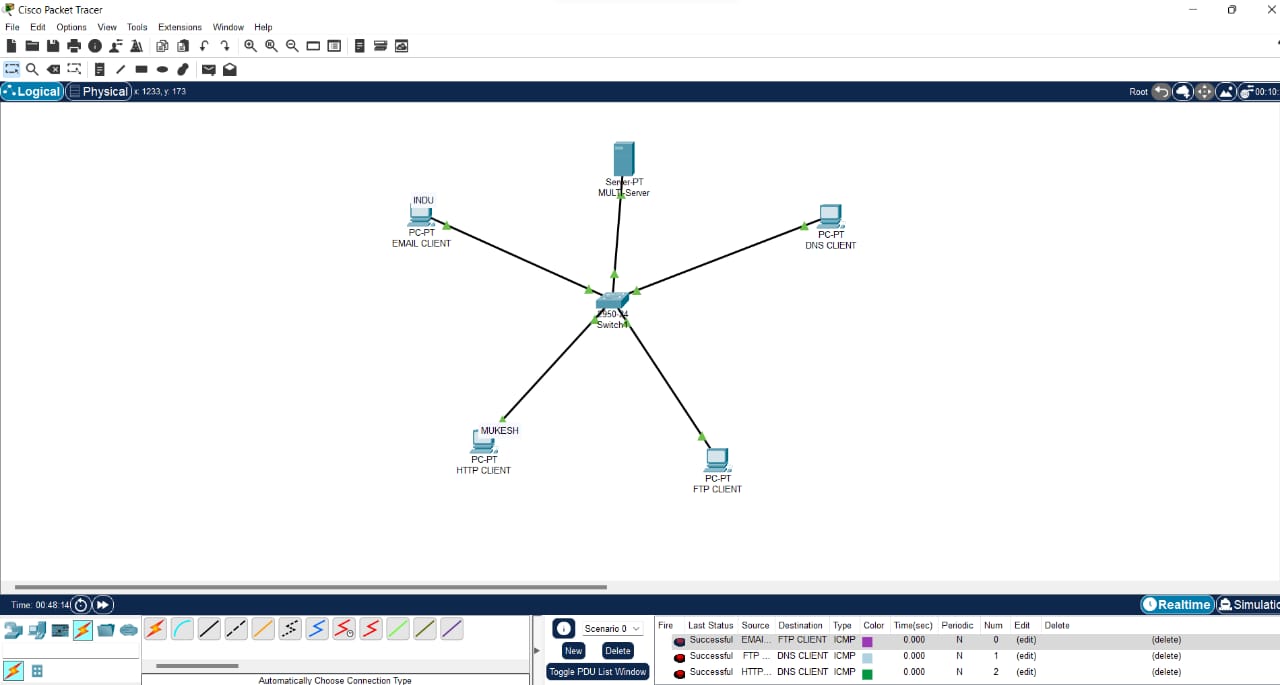 Cisco Packet Tracer
File Edit Options View Tools Extensions Window Help
Logical Physical x: 1233, y: 173 Root 00:10:
Server-PT
MULTI-Server
INDU
PC-PT
EMAIL CLIENT
PC-PT
DNS CLIENT
2950-24
Switch1
MUKESH
PC-PT
HTTP CLIENT
PC-PT
FTP CLIENT
Time: 00:48:14 Realtime Simulatio
Scenario 0
New Delete
Toggle PDU List Window
Automatically Choose Connection Type
Fire Last Status Source Destination Type Color Time(sec) Periodic Num Edit Delete
Successful EMAI... FTP CLIENT ICMP 0.000 N 0 (edit) (delete)
Successful FTP ... DNS CLIENT ICMP 0.000 N 1 (edit) (delete)
Successful HTTP... DNS CLIENT ICMP 0.000 N 2 (edit) (delete)